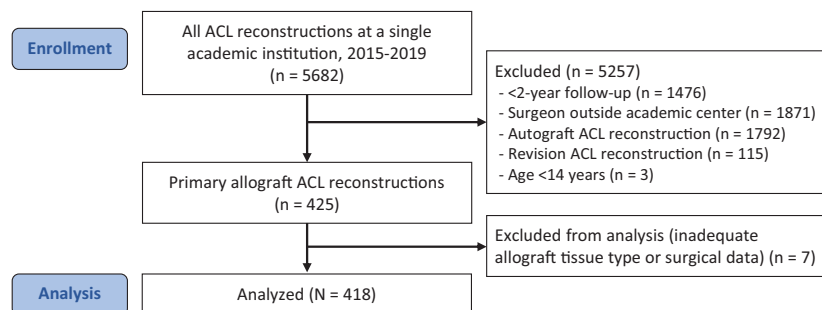 Enrollment
All ACL reconstructions at a single
academic institution, 2015-2019
(n = 5682)
Excluded (n = 5257)
- <2-year follow-up (n = 1476)
- Surgeon outside academic center (n = 1871)
- Autograft ACL reconstruction (n = 1792)
- Revision ACL reconstruction (n = 115)
- Age <14 years (n = 3)
Primary allograft ACL reconstructions
(n = 425)
Excluded from analysis (inadequate
allograft tissue type or surgical data) (n = 7)
Analysis
Analyzed (N = 418)